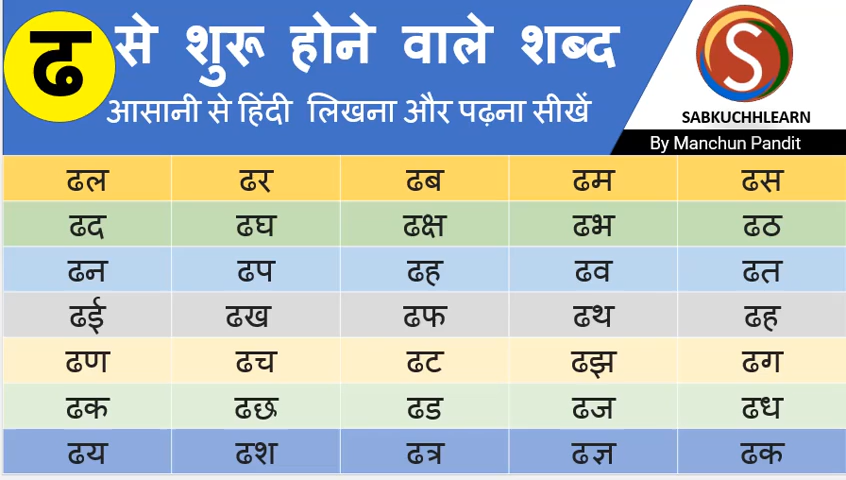 ढ से शुरू होने वाले शब्द
आसानी से हिंदी लिखना और पढ़ना सीखें
S
SABKUCHHLEARN
By Manchun Pandit
ढल ढर ढब ढम ढस
ढद ढघ ढक्ष ढभ ढठ
ढन ढप ढह ढव ढत
ढई ढख ढफ ढथ ढह
ढण ढच ढट ढझ ढग
ढक ढछ ढड ढज ढध
ढय ढश ढत्र ढज्ञ ढक